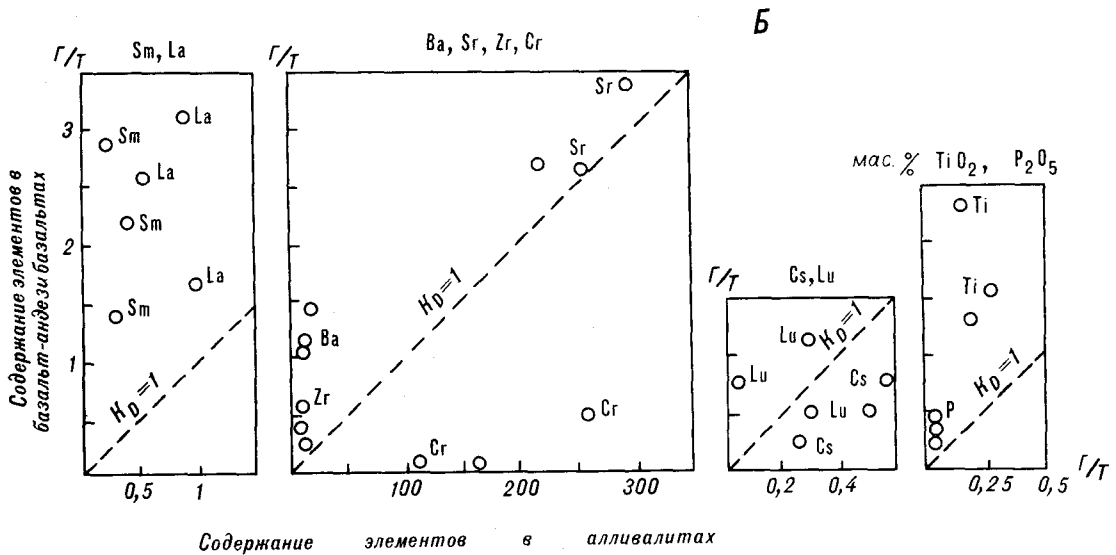 Б
Sm, La
Ba, Sr, Zr, Cr
Г/Т
Г/Т
3
2
1
Sm
La
La
Sm
La
Sm
K_D=1
0,5
1
Sr
Sr
K_D=1
Ba
Zr
Cr
Cr
100
200
300
Cs, Lu
Г/Т
Lu
K_D=1
Lu
Cs
Lu
Cs
0,2
0,4
мас. % TiO₂, P₂O₅
Ti
Ti
K_D=1
P
0,25
0,5
Г/Т
Содержание элементов в
базальт-андезибазальтах
Содержание элементов в алливалитах